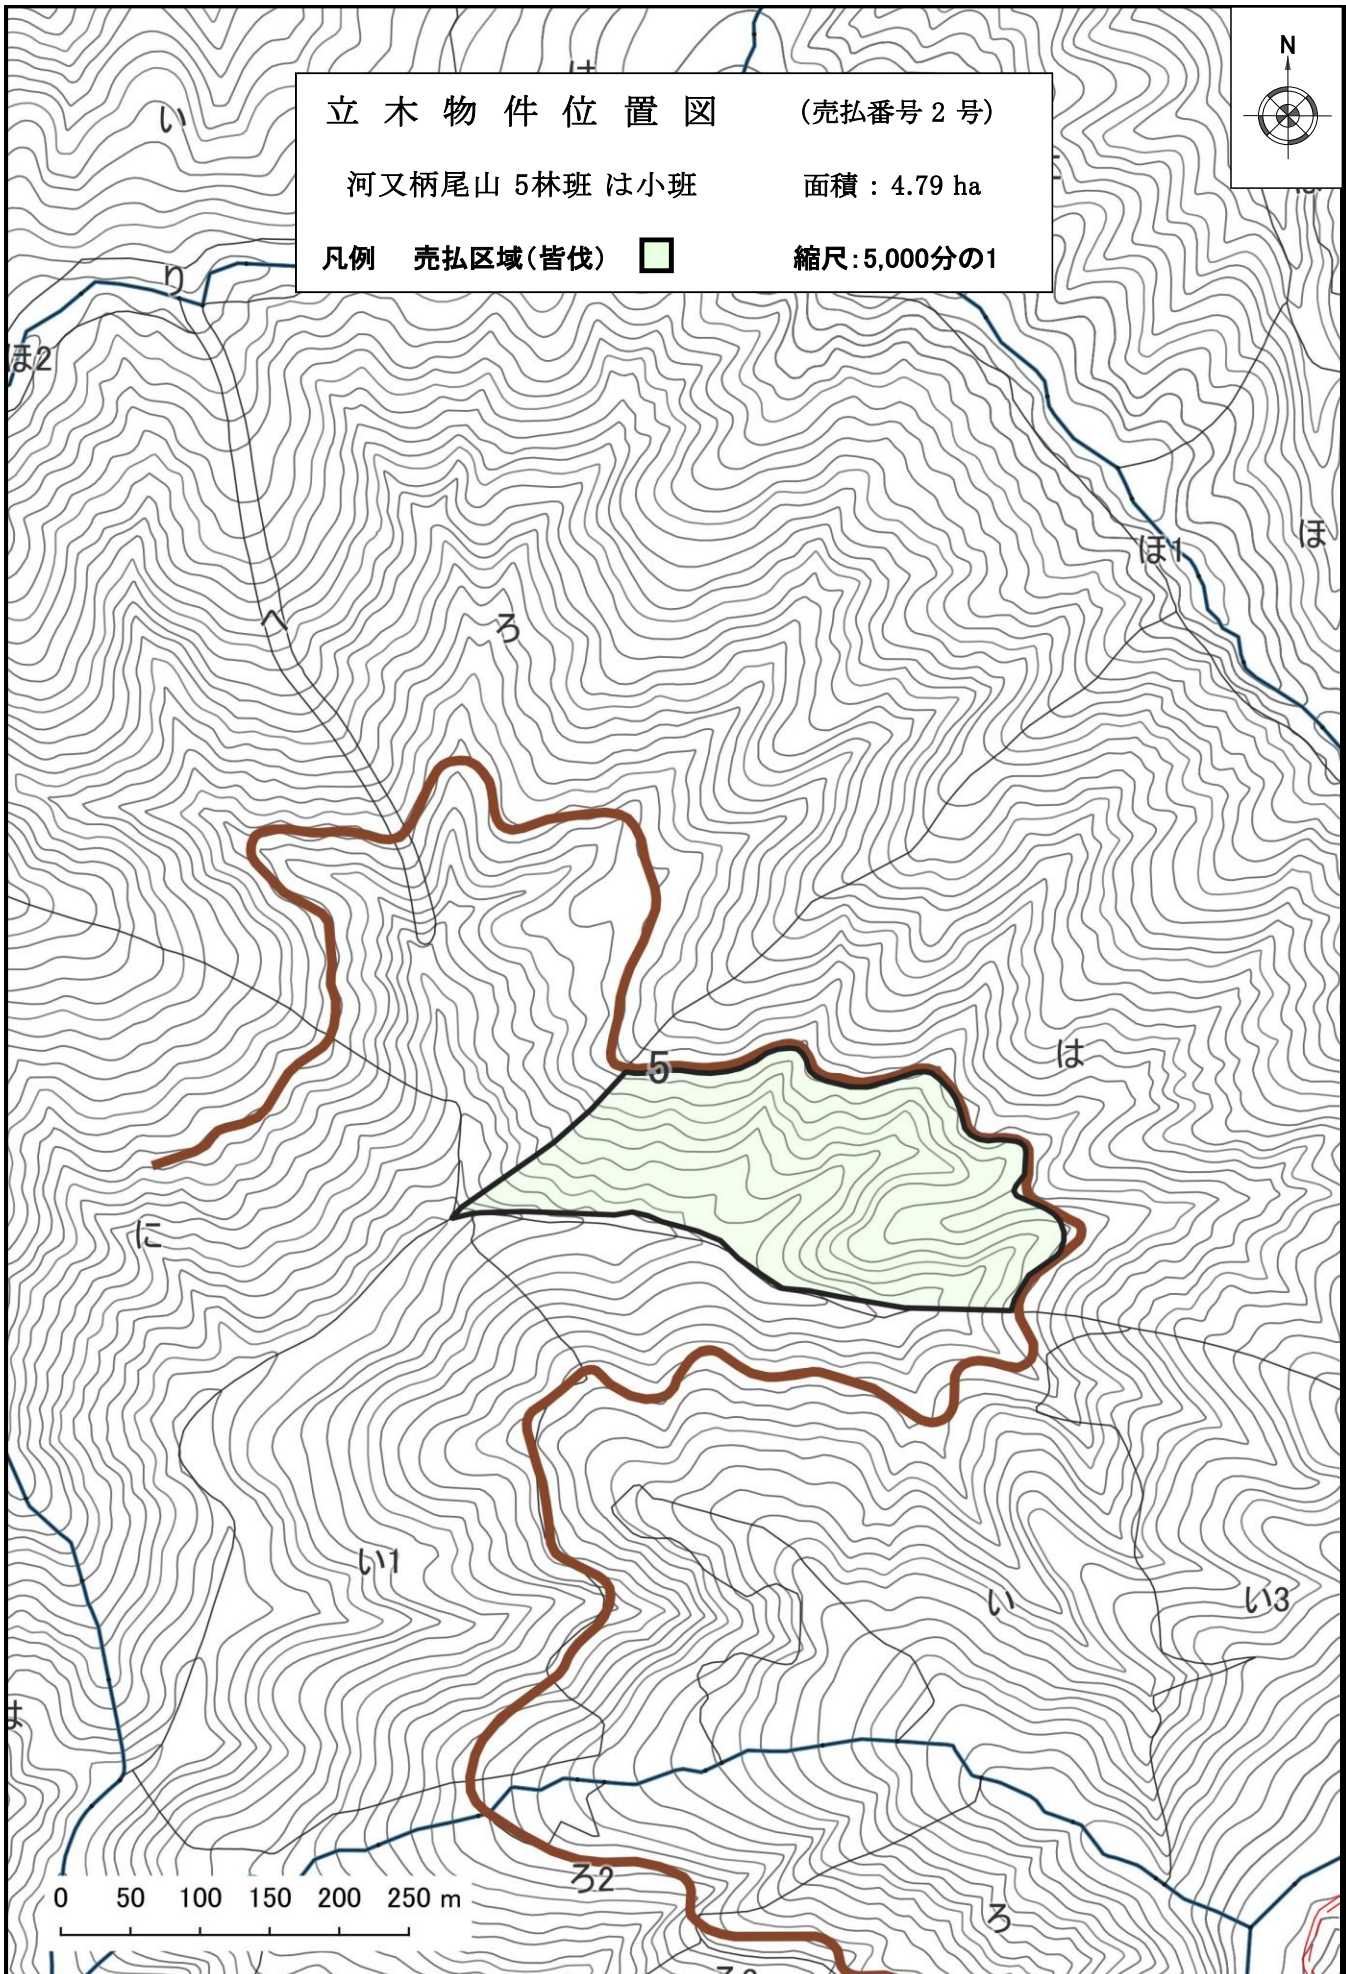 N
立木物件位置図 (売払番号 2 号)
河又柄尾山 5林班 は小班 面積 : 4.79 ha
凡例 売払区域(皆伐) 縮尺:5,000分の1
い
り
ほ2
ほ
ほ1
へ
ろ
5
は
に
い1
い
い3
は
ろ2
ろ
0 50 100 150 200 250 m